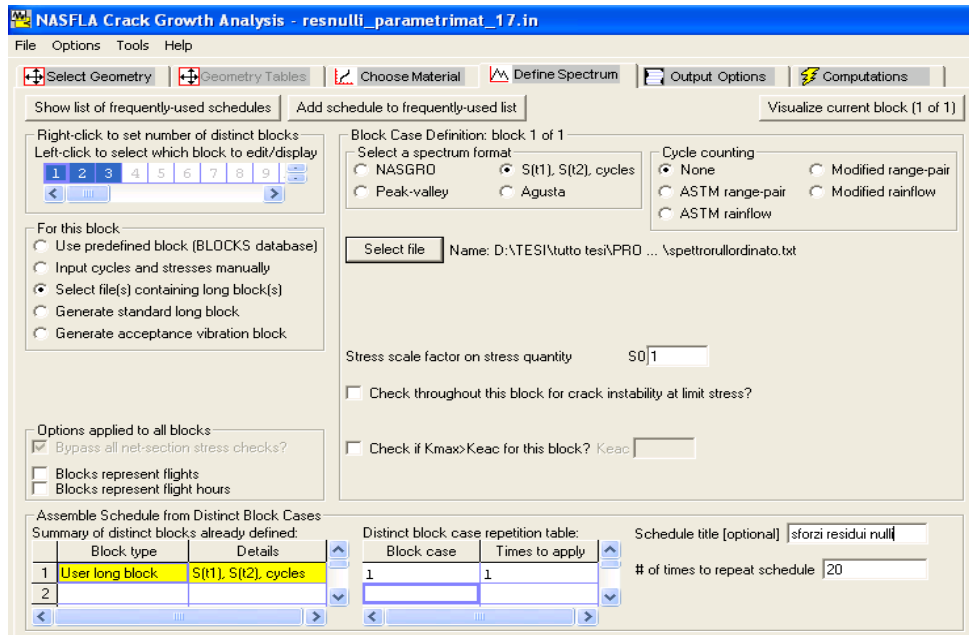 NASFLA Crack Growth Analysis - resnulli_parametrimat_17.in
File Options Tools Help
Select Geometry Geometry Tables Choose Material Define Spectrum Output Options Computations
Show list of frequently-used schedules Add schedule to frequently-used list Visualize current block (1 of 1)
Right-click to set number of distinct blocks
Left-click to select which block to edit/display
1 2 3 4 5 6 7 8 9
For this block
Use predefined block (BLOCKS database)
Input cycles and stresses manually
Select file(s) containing long block(s)
Generate standard long block
Generate acceptance vibration block
Options applied to all blocks
Bypass all net-section stress checks?
Blocks represent flights
Blocks represent flight hours
Block Case Definition: block 1 of 1
Select a spectrum format
NASGRO S(t1), S(t2), cycles
Peak-valley Agusta
Cycle counting
None Modified range-pair
ASTM range-pair Modified rainflow
ASTM rainflow
Select file Name: D:\TESI\tutto tesi\PRO ... \spettrorullordinato.txt
Stress scale factor on stress quantity S0 1
Check throughout this block for crack instability at limit stress?
Check if Kmax>Keac for this block? Keac
Assemble Schedule from Distinct Block Cases
Summary of distinct blocks already defined:
Block type Details
1 User long block S(t1), S(t2), cycles
2
Distinct block case repetition table:
Block case Times to apply
1 1
Schedule title [optional] sforzi residui nulli
# of times to repeat schedule 20